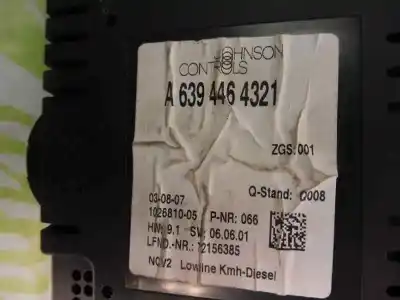 JOHNSON
CONTROLS
A 639 446 4321
ZGS: 001
03-08-07
Q-Stand: 0008
1026810-05
P-NR: 066
HW: 9.1 SW: 06.06.01
LFND.-NR.: 12156385
NCV2 Lowline Kmh-Diesel